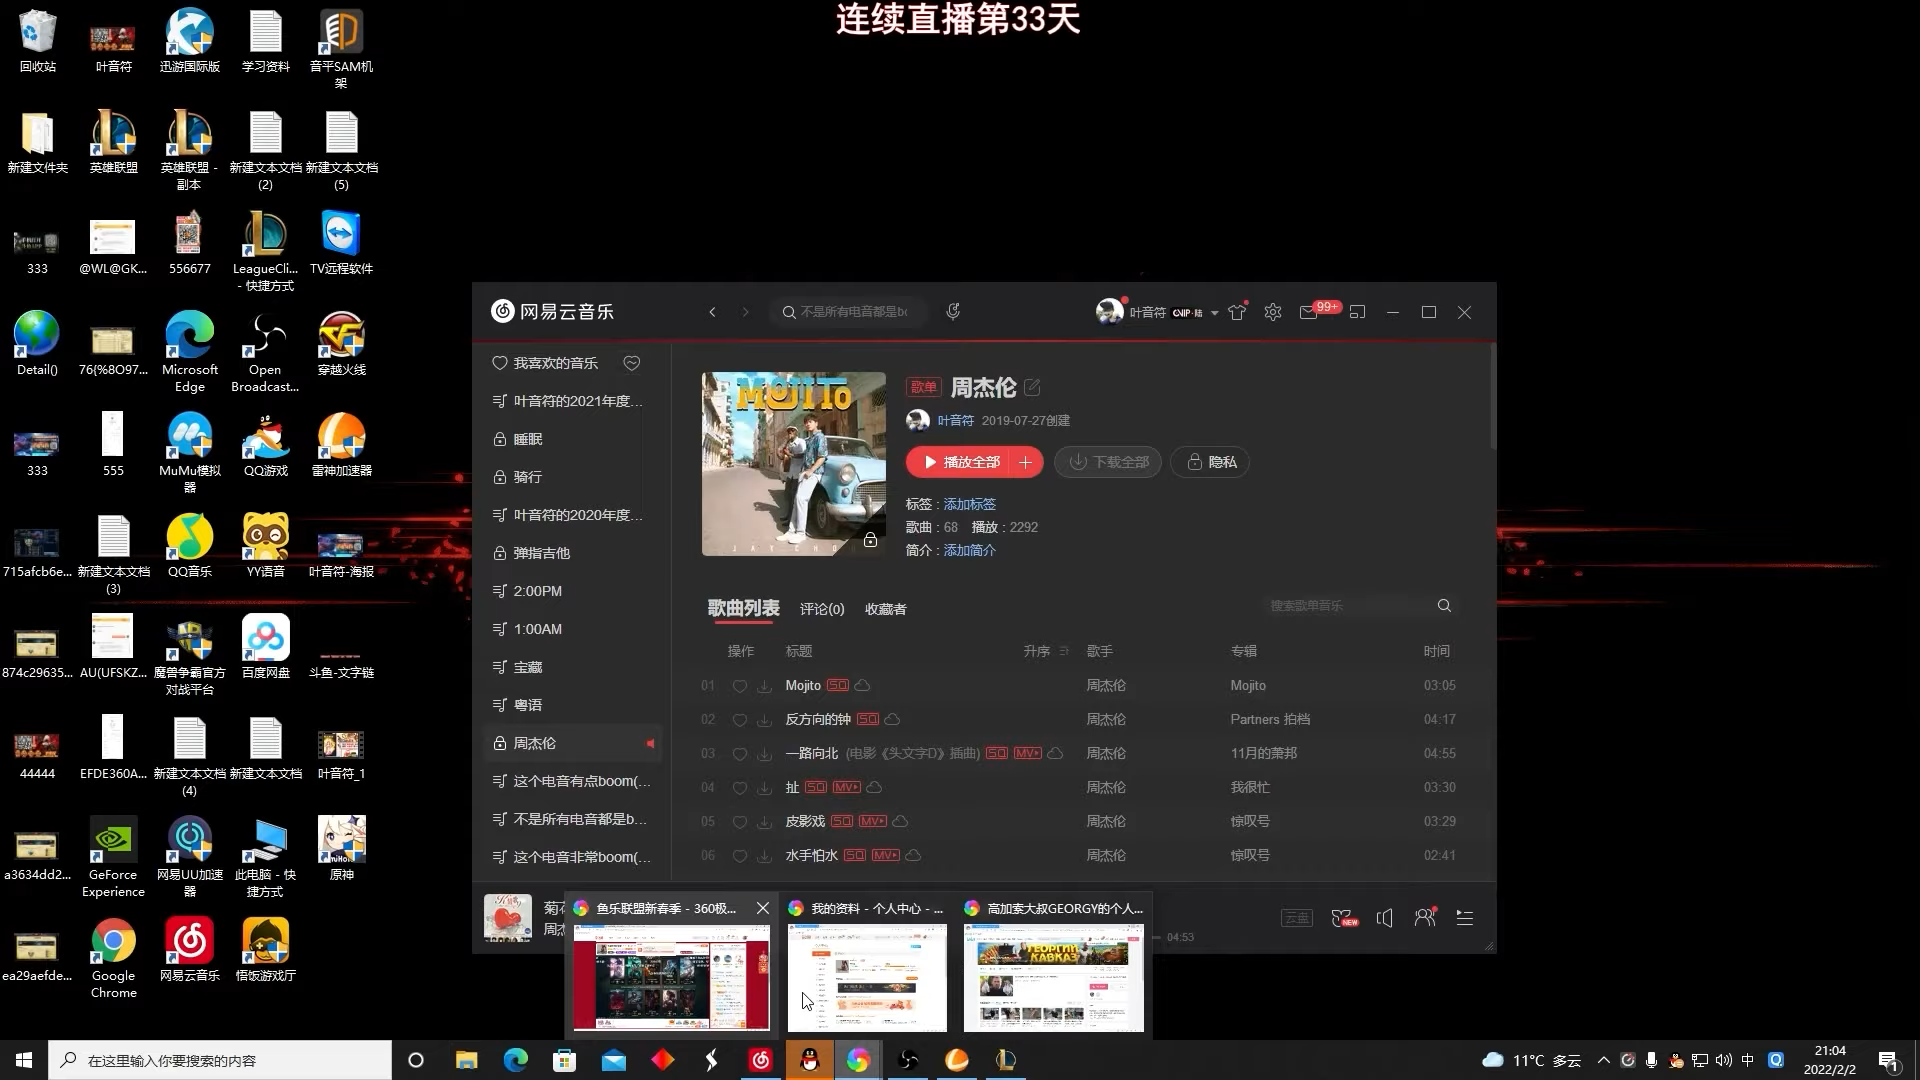 连续直播第33天
回收站
叶音符
迅游国际版
学习资料
音平SAM机
架
新建文件夹
英雄联盟
英雄联盟 -
副本
新建文本文档
(2)
新建文本文档
(5)
333
@WL@GK...
556677
LeagueCli...
- 快捷方式
TV远程软件
Detail()
76{%8O97...
Microsoft
Edge
Open
Broadcast...
穿越火线
333
555
MuMu模拟
器
QQ游戏
雷神加速器
715afcb6e...
新建文本文档
(3)
QQ音乐
YY语音
叶音符-海报
874c29635...
AU(UFSKZ...
魔兽争霸官方
对战平台
百度网盘
斗鱼-文字链
44444
EFDE360A...
新建文本文档
(4)
新建文本文档
叶音符_1
a3634dd2...
GeForce
Experience
网易UU加速
器
此电脑 - 快
捷方式
原神
ea29aefde...
Google
Chrome
网易云音乐
悟饭游戏厅
网易云音乐
不是所有电音都是bo
叶音符
CVIP·陆
99+
我喜欢的音乐
叶音符的2021年度...
睡眠
骑行
叶音符的2020年度...
弹指吉他
2:00PM
1:00AM
宝藏
粤语
周杰伦
这个电音有点boom(...
不是所有电音都是b...
这个电音非常boom(...
MOJITO
JAY CHO
歌单 周杰伦
叶音符 2019-07-27创建
播放全部 +
下载全部
隐私
标签：添加标签
歌曲：68 播放：2292
简介：添加简介
歌曲列表 评论(0) 收藏者
搜索歌单音乐
操作 标题 升序 歌手 专辑 时间
01 Mojito SQ 周杰伦 Mojito 03:05
02 反方向的钟 SQ 周杰伦 Partners 拍档 04:17
03 一路向北 (电影《头文字D》插曲) SQ MV 周杰伦 11月的萧邦 04:55
04 扯 SQ MV 周杰伦 我很忙 03:30
05 皮影戏 SQ MV 周杰伦 惊叹号 03:29
06 水手怕水 SQ MV 周杰伦 惊叹号 02:41
菊花
周杰
鱼乐联盟新春季 - 360极...
我的资料 - 个人中心 - ...
高加索大叔GEORGY的个人...
ГЕОРГИЙ
КАВКАЗ
云盘
NEW
04:53
在这里输入你要搜索的内容
11°C 多云
中
21:04
2022/2/2
1